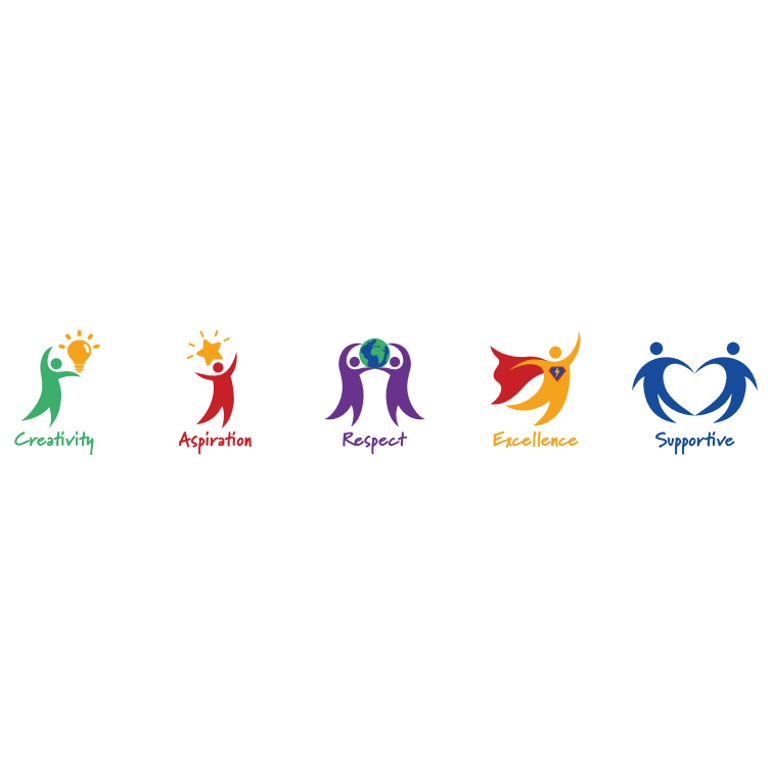 Creativity
Aspiration
Respect
Excellence
Supportive